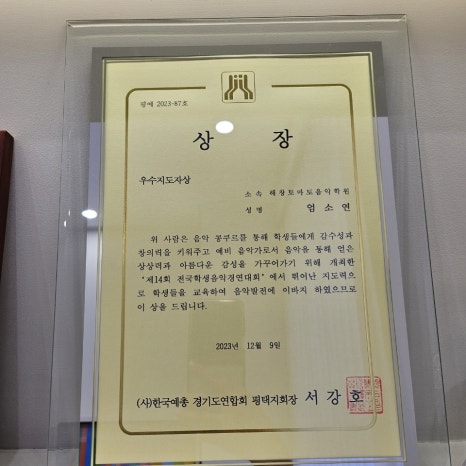 평예 2023-87호
상 장
우수지도자상
소 속 해창토마토음악학원
성 명 엄 소 연
위 사람은 음악 콩쿠르를 통해 학생들에게 감수성과
창의력을 키워주고 예비 음악가로서 음악을 통해 얻은
상상력과 아름다운 감성을 가꾸어가기 위해 개최한
"제14회 전국학생음악경연대회"에서 뛰어난 지도력으
로 학생들을 교육하여 음악발전에 이바지 하였으므로
이 상을 드립니다.
2023년 12월 9일
(사)한국예총 경기도연합회 평택지회장 서 강 호